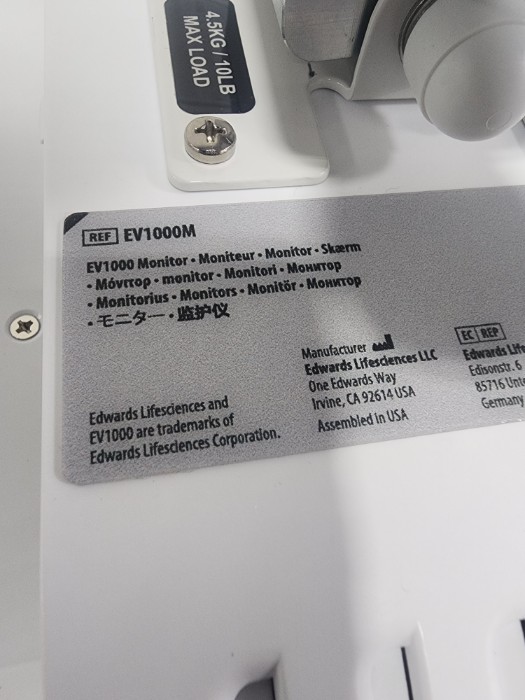 4.5KG / 10LB
MAX LOAD
REF EV1000M
EV1000 Monitor • Moniteur • Monitor • Skærm
• Μόνιτορ • monitor • Monitori • Монитор
• Monitorius • Monitors • Monitör • Монитор
• モニター • 监护仪
Manufacturer
Edwards Lifesciences LLC
One Edwards Way
Irvine, CA 92614 USA
Assembled in USA
EC REP
Edwards
Edisonstr. 6
85716
Germany
Edwards Lifesciences and
EV1000 are trademarks of
Edwards Lifesciences Corporation.